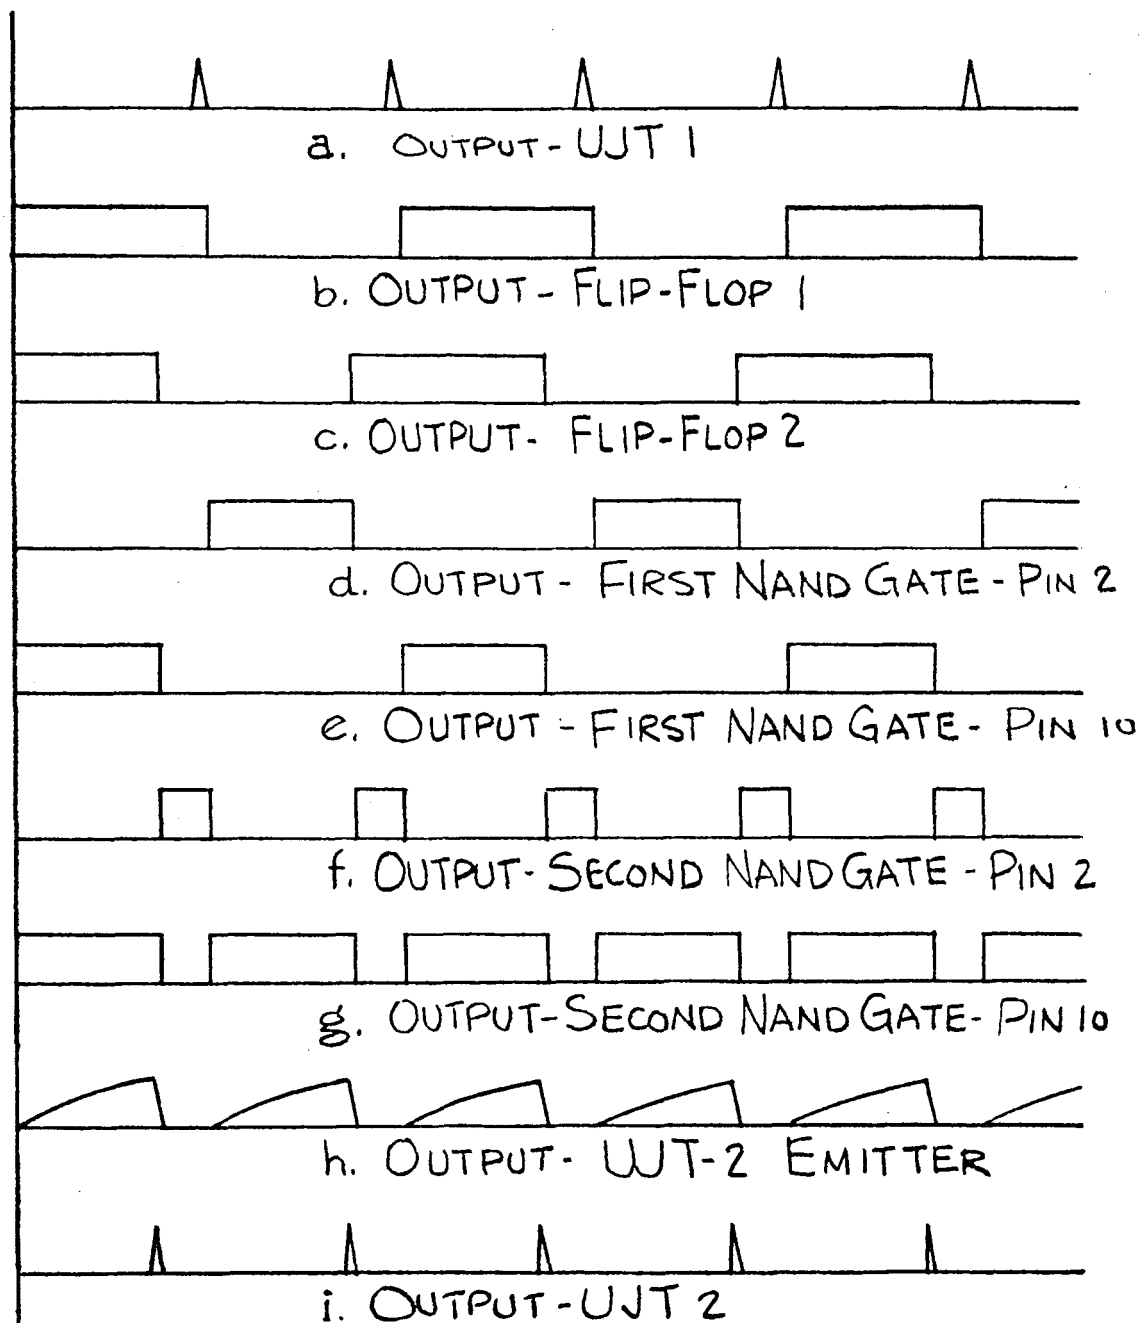 a. OUTPUT - UJT 1
b. OUTPUT - FLIP-FLOP 1
c. OUTPUT - FLIP-FLOP 2
d. OUTPUT - FIRST NAND GATE - PIN 2
e. OUTPUT - FIRST NAND GATE - PIN 10
f. OUTPUT - SECOND NAND GATE - PIN 2
g. OUTPUT - SECOND NAND GATE - PIN 10
h. OUTPUT - UJT-2 EMITTER
i. OUTPUT - UJT 2